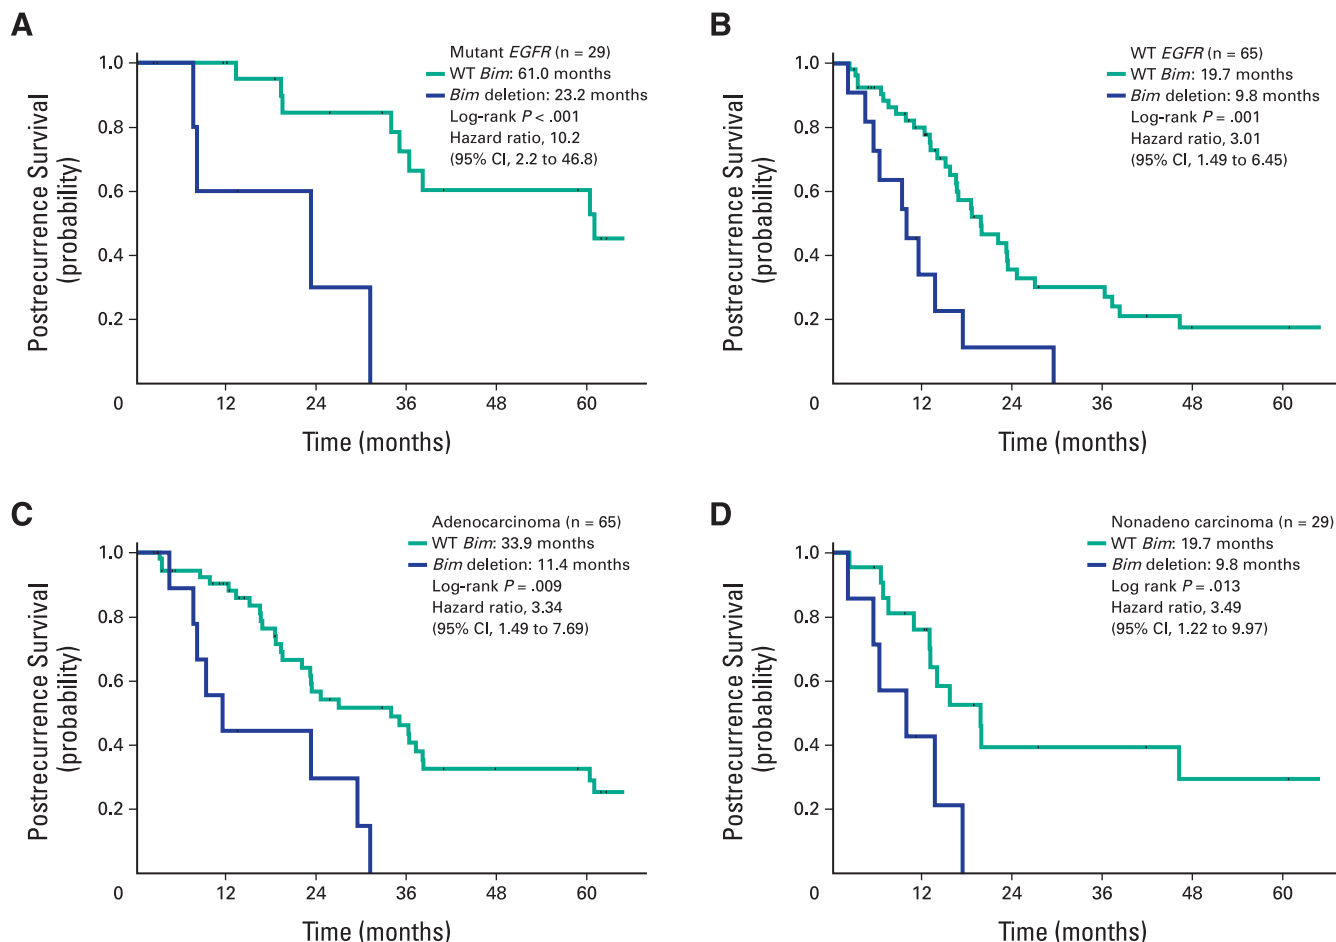 A
Mutant EGFR (n = 29)
WT Bim: 61.0 months
Bim deletion: 23.2 months
Log-rank P < .001
Hazard ratio, 10.2
(95% CI, 2.2 to 46.8)
Postrecurrence Survival
(probability)
1.0
0.8
0.6
0.4
0.2
0
12
24
36
48
60
Time (months)
B
WT EGFR (n = 65)
WT Bim: 19.7 months
Bim deletion: 9.8 months
Log-rank P = .001
Hazard ratio, 3.01
(95% CI, 1.49 to 6.45)
Postrecurrence Survival
(probability)
1.0
0.8
0.6
0.4
0.2
0
12
24
36
48
60
Time (months)
C
Adenocarcinoma (n = 65)
WT Bim: 33.9 months
Bim deletion: 11.4 months
Log-rank P = .009
Hazard ratio, 3.34
(95% CI, 1.49 to 7.69)
Postrecurrence Survival
(probability)
1.0
0.8
0.6
0.4
0.2
0
12
24
36
48
60
Time (months)
D
Nonadeno carcinoma (n = 29)
WT Bim: 19.7 months
Bim deletion: 9.8 months
Log rank P = .013
Hazard ratio, 3.49
(95% CI, 1.22 to 9.97)
Postrecurrence Survival
(probability)
1.0
0.8
0.6
0.4
0.2
0
12
24
36
48
60
Time (months)